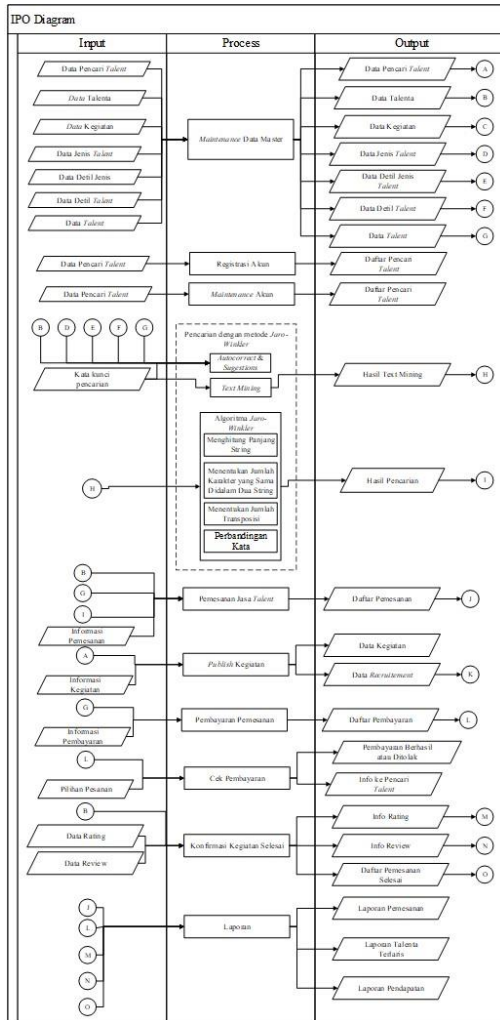 IPO Diagram
Input
Process
Output
Data Pencari Talent
Data Talenta
Data Kegiatan
Data Jenis Talent
Data Detil Jenis
Data Detil Talent
Data Talent
Maintenance Data Master
Data Pencari Talent
A
Data Talenta
B
Data Kegiatan
C
Data Jenis Talent
D
Data Detil Jenis
Talent
E
Data Detil Talent
F
Data Talent
G
Data Pencari Talent
Registrasi Akun
Daftar Pencari
Talent
Data Pencari Talent
Maintenance Akun
Daftar Pencari
Talent
B
D
E
F
G
Kata kunci
pencarian
Pencarian dengan metode Jaro-
Winkler
Autocorrect &
Sugestions
Text Mining
Hasil Text Mining
H
H
Algoritma Jaro-
Winkler
Menghitung Panjang
String
Menentukan Jumlah
Karakter yang Sama
Didalam Dua String
Menentukan Jumlah
Transposisi
Perbandingan
Kata
Hasil Pencarian
I
B
G
I
Informasi
Pemesanan
Pemesanan Jasa Talent
Daftar Pemesanan
J
A
Informasi
Kegiatan
Publish Kegiatan
Data Kegiatan
Data Recruitement
K
G
Informasi
Pembayaran
Pembayaran Pemesanan
Daftar Pembayaran
L
L
Pilihan Pesanan
Cek Pembayaran
Pembayaran Berhasil
atau Ditolak
Info ke Pencari
Talent
B
Data Rating
Data Review
Konfirmasi Kegiatan Selesai
Info Rating
M
Info Review
N
Daftar Pemesanan
Selesai
O
J
L
M
N
O
Laporan
Laporan Pemesanan
Laporan Talenta
Terlaris
Laporan Pendapatan